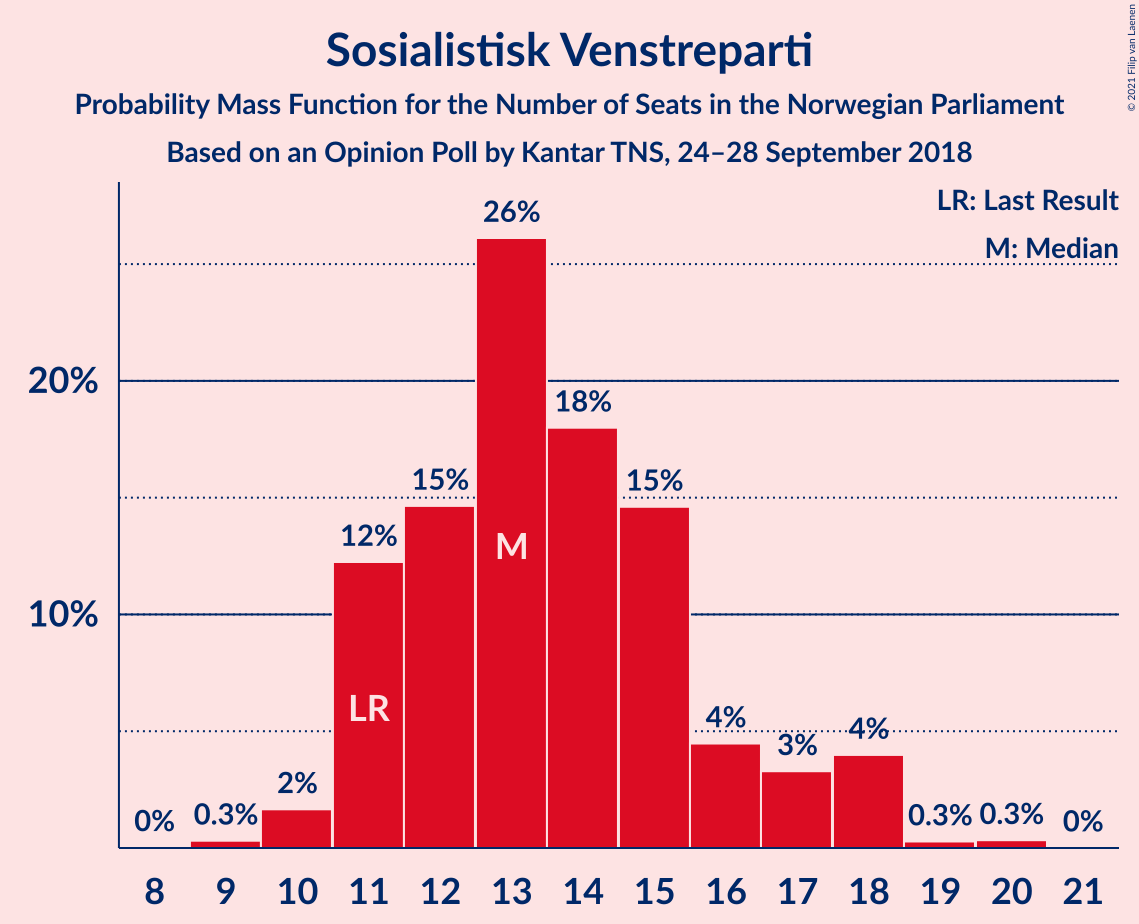 Sosialistisk Venstreparti
Probability Mass Function for the Number of Seats in the Norwegian Parliament
Based on an Opinion Poll by Kantar TNS, 24–28 September 2018
© 2021 Filip van Laenen
LR: Last Result
M: Median
20%
10%
0%
0.3%
2%
12%
15%
26%
18%
15%
4%
3%
4%
0.3%
0.3%
0%
LR
M
8 9 10 11 12 13 14 15 16 17 18 19 20 21